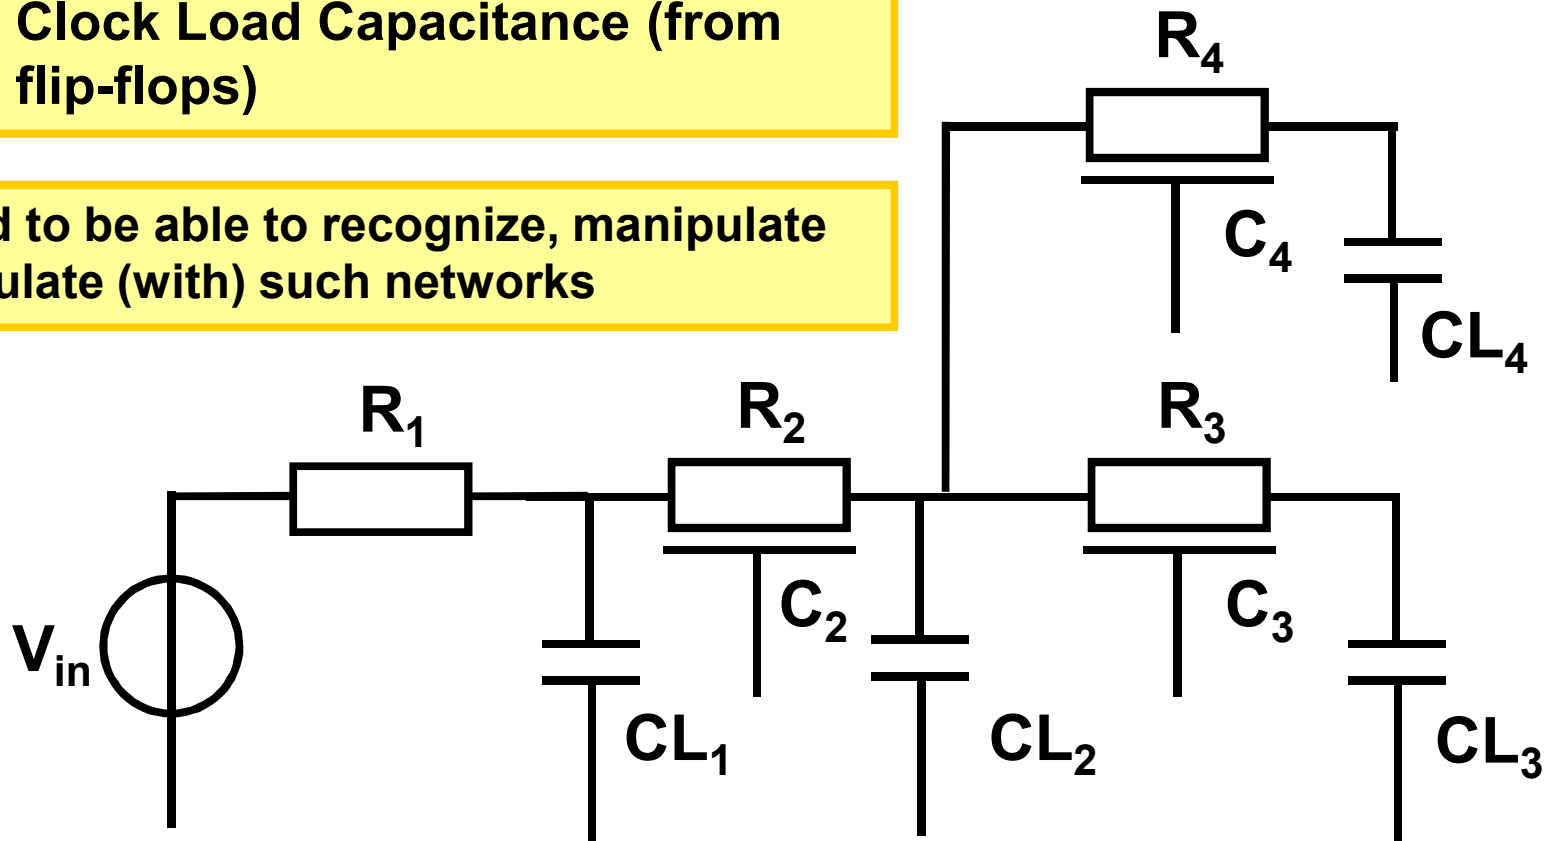 Clock Load Capacitance (from
flip-flops)
to be able to recognize, manipulate
(with) such networks
R4
C4
CL4
R1
R2
R3
Vin
C2
C3
CL1
CL2
CL3